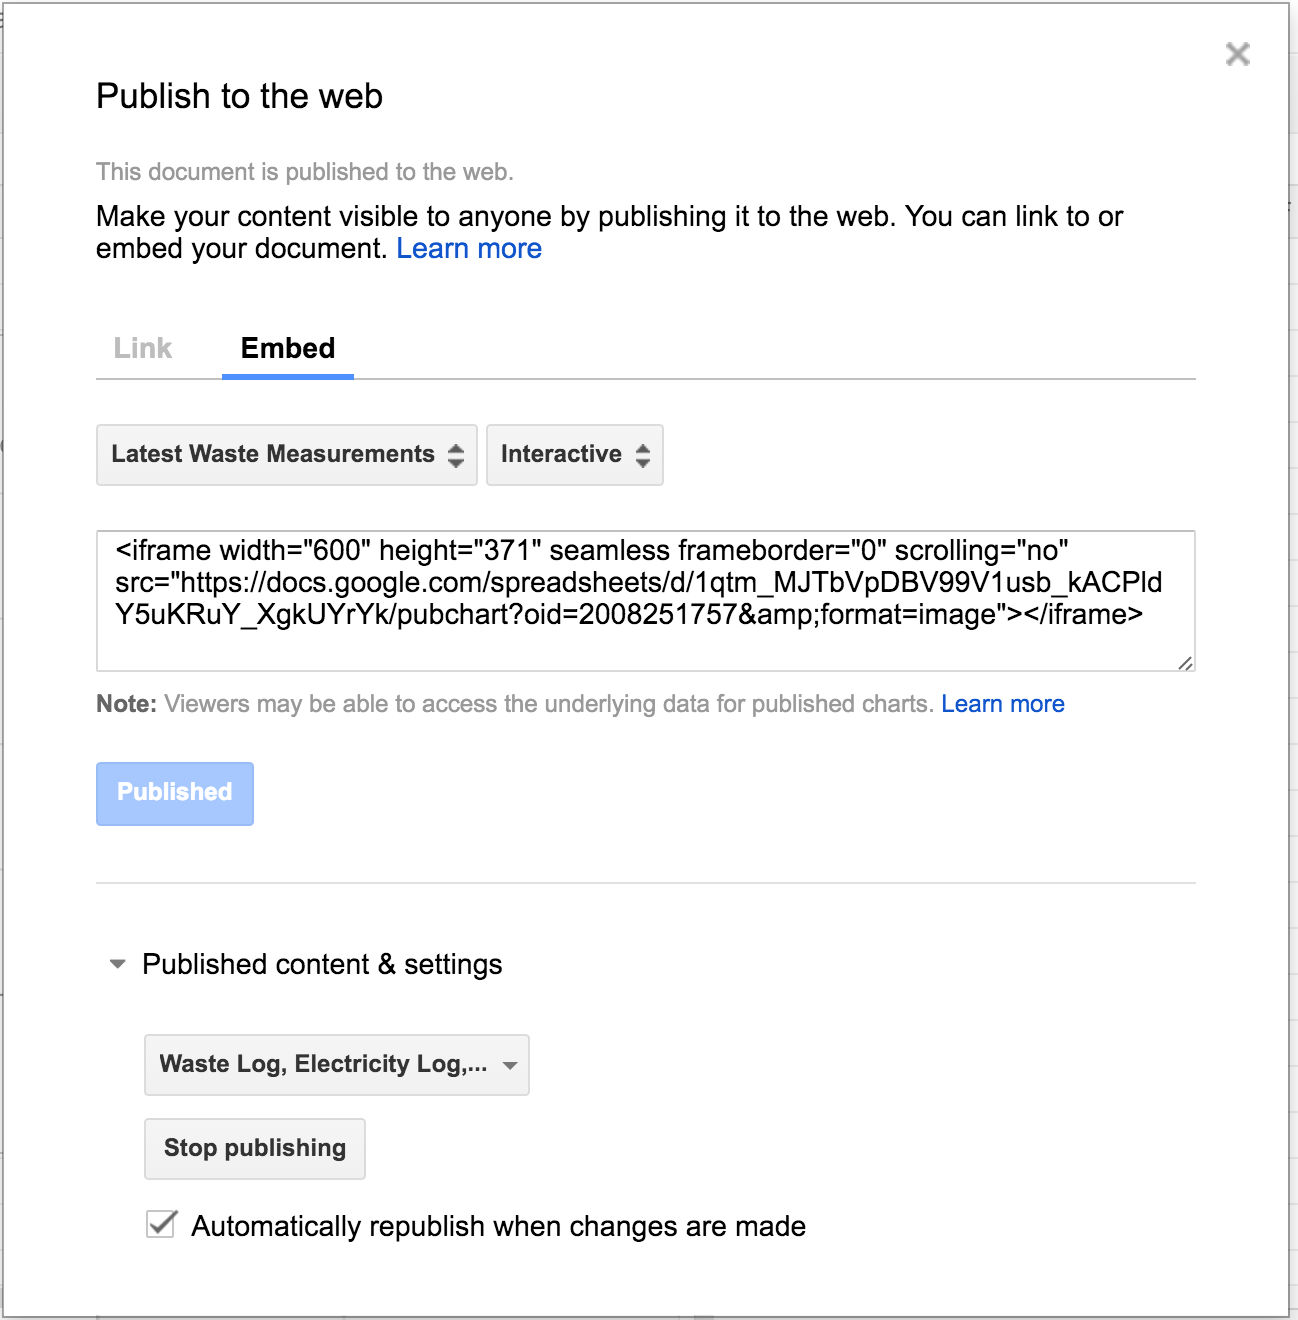 Publish to the web
This document is published to the web.
Make your content visible to anyone by publishing it to the web. You can link to or
embed your document. Learn more
Link Embed
Latest Waste Measurements Interactive
<iframe width="600" height="371" seamless frameborder="0" scrolling="no"
src="https://docs.google.com/spreadsheets/d/1qtm_MJTbVpDBV99V1usb_kACPld
Y5uKRuY_XgkUYrYk/pubchart?oid=2008251757&amp;format=image"></iframe>
Note: Viewers may be able to access the underlying data for published charts. Learn more
Published
Published content & settings
Waste Log, Electricity Log,...
Stop publishing
Automatically republish when changes are made